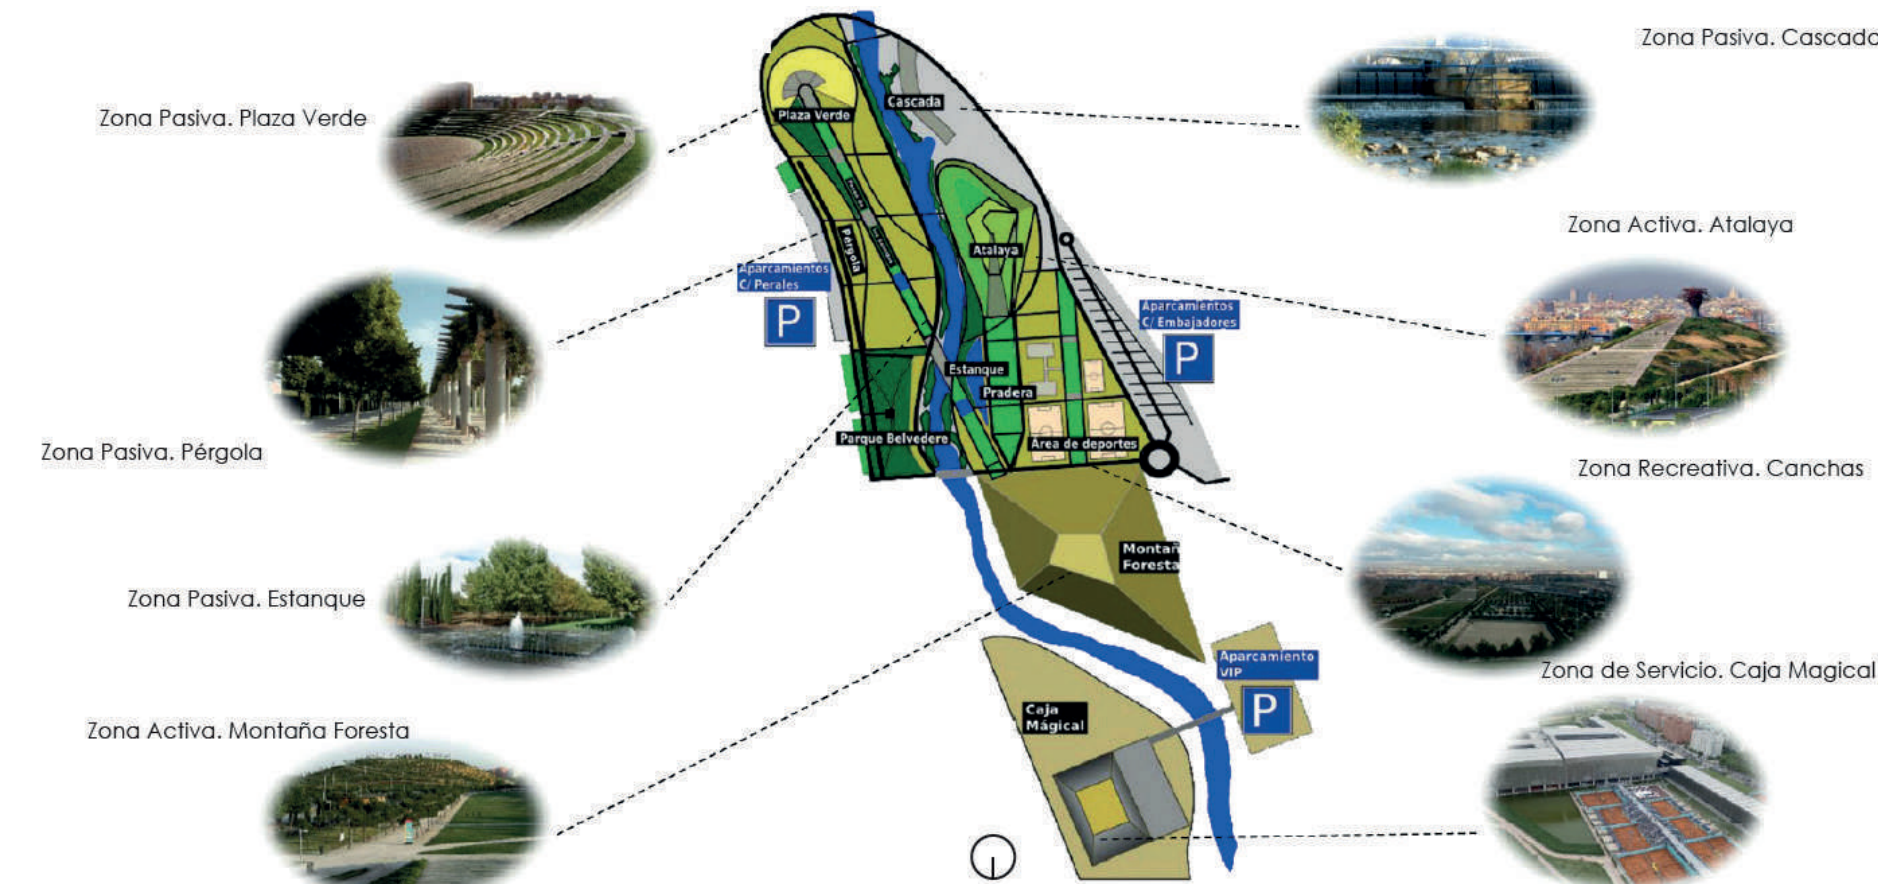 Zona Pasiva. Cascada
Zona Pasiva. Plaza Verde
Cascada
Plaza Verde
Zona Activa. Atalaya
Pérgola
Atalaya
Aparcamientos
C/ Perales
P
Aparcamientos
C/ Embajadores
P
Estanque
Pradera
Parque Belvedere
Área de deportes
Zona Pasiva. Pérgola
Zona Recreativa. Canchas
Montañ
Foresta
Zona Pasiva. Estanque
Aparcamiento
VIP
P
Zona de Servicio. Caja Magical
Caja
Mágical
Zona Activa. Montaña Foresta